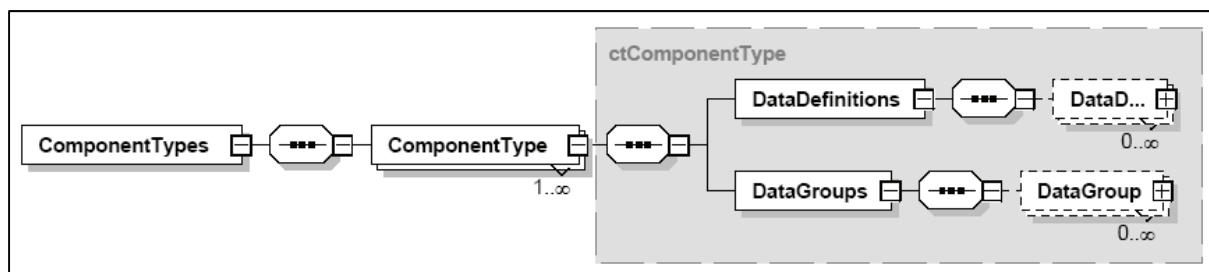 ctComponentType
DataDefinitions
DataD...
0..∞
ComponentTypes
ComponentType
1..∞
DataGroups
DataGroup
0..∞